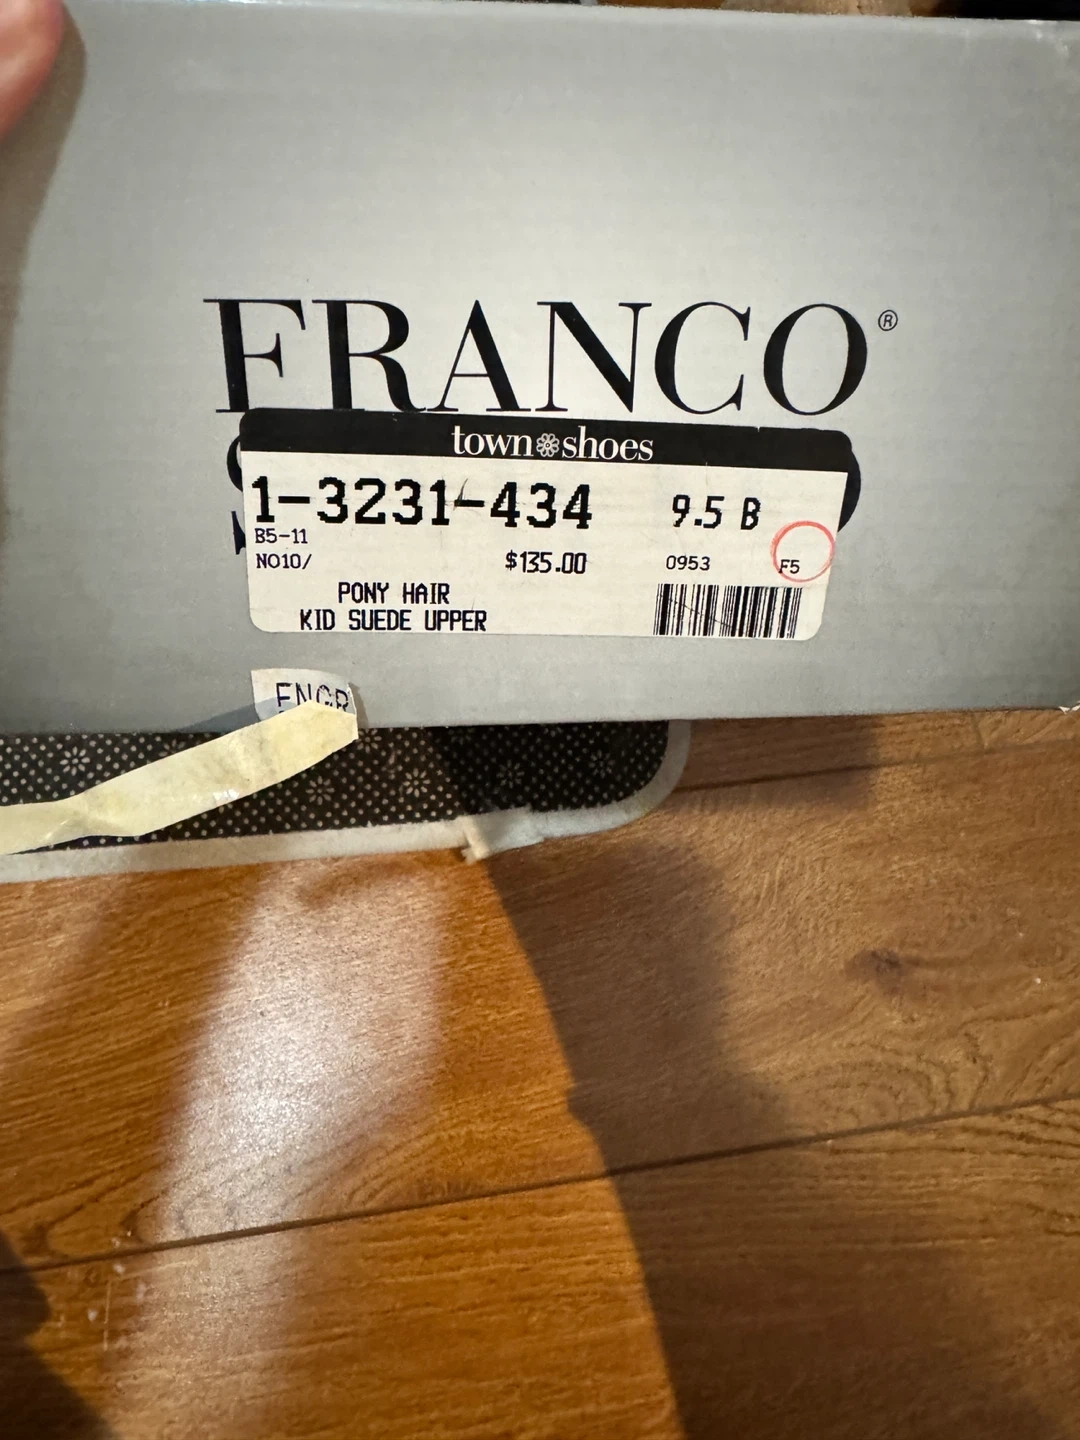 FRANCO®
town shoes
1-3231-434 9.5 B
B5-11
NO10/ $135.00 0953 F5
PONY HAIR
KID SUEDE UPPER